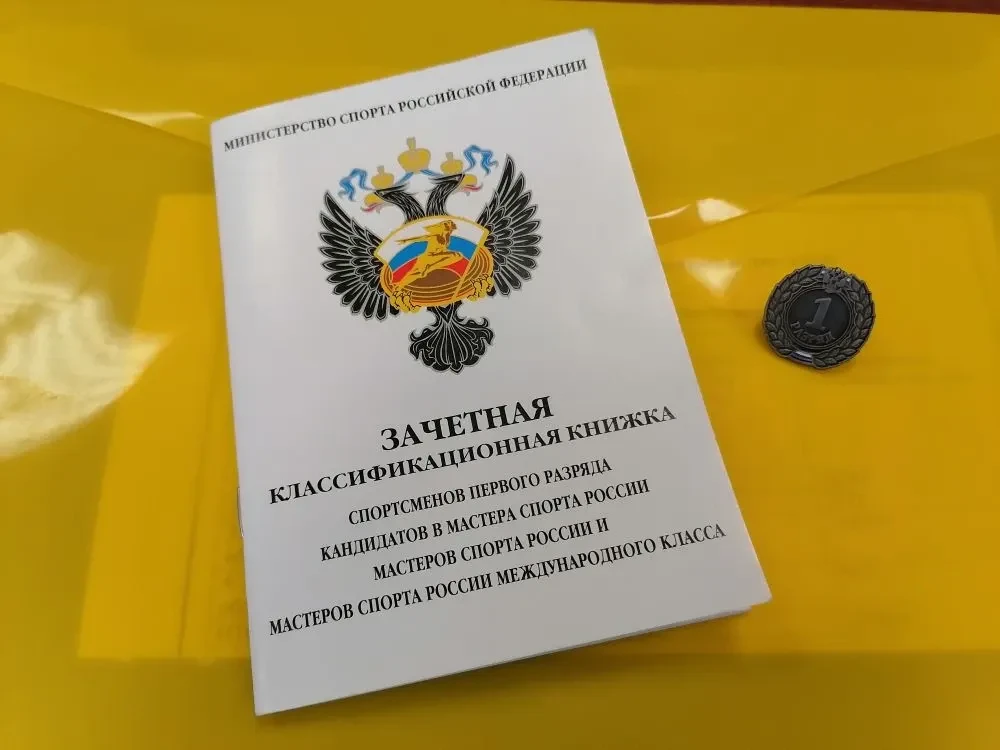 МИНИСТЕРСТВО СПОРТА РОССИЙСКОЙ ФЕДЕРАЦИИ
ЗАЧЕТНАЯ
КЛАССИФИКАЦИОННАЯ КНИЖКА
СПОРТСМЕНОВ ПЕРВОГО РАЗРЯДА
КАНДИДАТОВ В МАСТЕРА СПОРТА РОССИИ
МАСТЕРОВ СПОРТА РОССИИ И
МАСТЕРОВ СПОРТА РОССИИ МЕЖДУНАРОДНОГО КЛАССА
1
РАЗРЯД